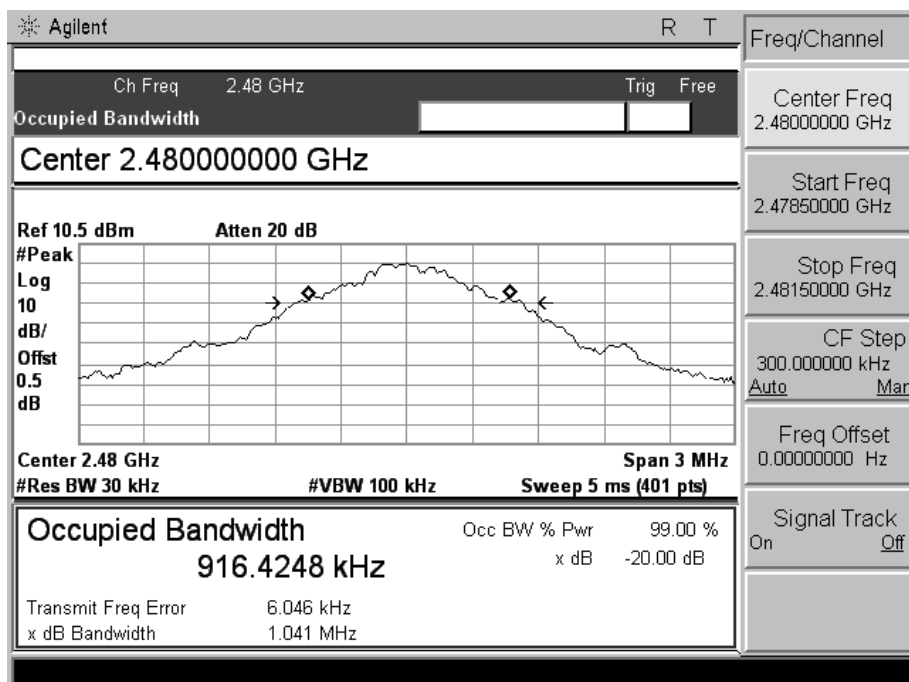 Agilent
R T
Ch Freq 2.48 GHz Trig Free
Occupied Bandwidth
Center 2.480000000 GHz
Ref 10.5 dBm Atten 20 dB
#Peak
Log
10
dB/
Offst
0.5
dB
Center 2.48 GHz Span 3 MHz
#Res BW 30 kHz #VBW 100 kHz Sweep 5 ms (401 pts)
Occupied Bandwidth
916.4248 kHz
Occ BW % Pwr 99.00 %
x dB -20.00 dB
Transmit Freq Error 6.046 kHz
x dB Bandwidth 1.041 MHz
Freq/Channel
Center Freq
2.48000000 GHz
Start Freq
2.47850000 GHz
Stop Freq
2.48150000 GHz
CF Step
300.000000 kHz
Auto Mar
Freq Offset
0.00000000 Hz
Signal Track
On Off